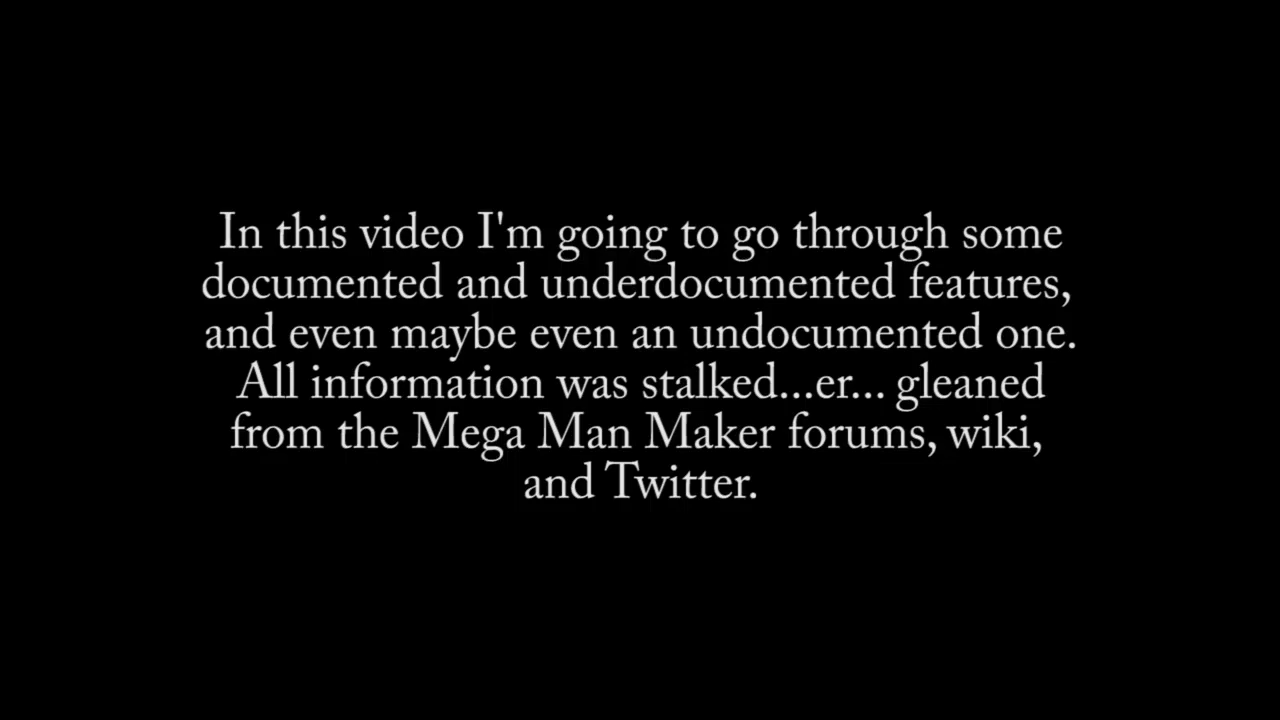 In this video I'm going to go through some
documented and underdocumented features,
and even maybe even an undocumented one.
All information was stalked...er... gleaned
from the Mega Man Maker forums, wiki,
and Twitter.